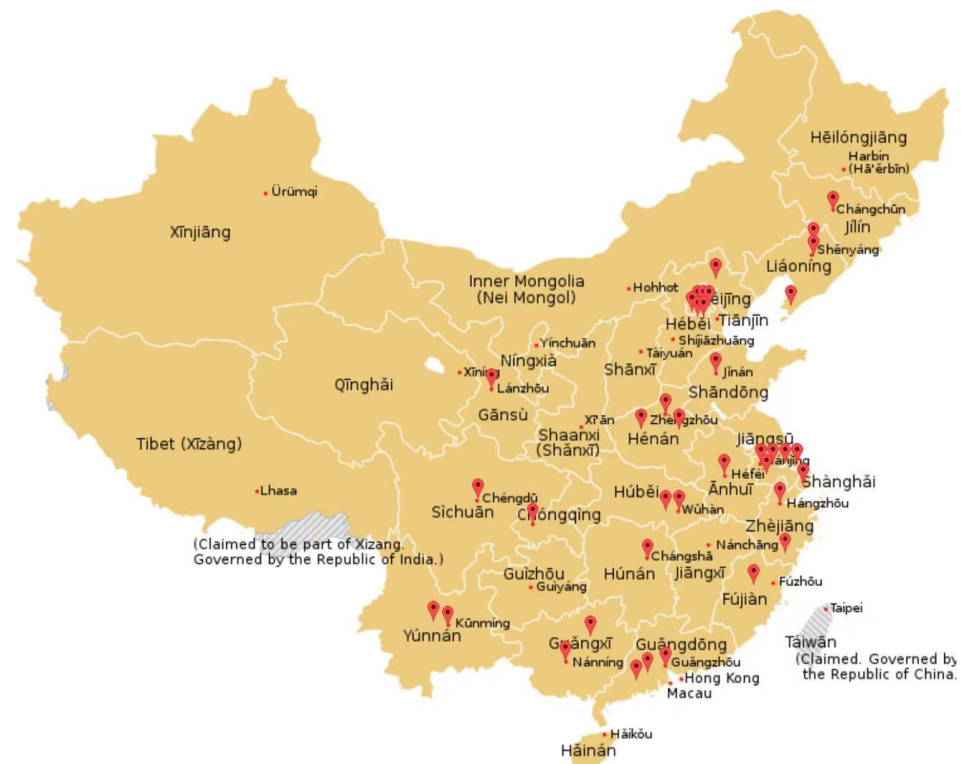 Hēilóngjiāng
Harbin
(Hā'ěrbīn)
Ürümqi
Chángchūn
Jílín
Xīnjiāng
Shěnyáng
Liáoníng
Inner Mongolia
(Nei Mongol)
Hohhot
eijīng
Tiānjīn
Héběi
Shíjiāzhuāng
Yínchuān
Níngxià
Tàiyuán
Shānxī
Xīníng
Jǐnán
Qīnghǎi
Lánzhōu
Shāndōng
Gānsù
Xī'ān
Zhèngzhōu
Shaanxi
(Shǎnxī)
Hénán
Jiāngsū
Tibet (Xīzàng)
Nánjīng
Héféi
Shànghǎi
Ānhuī
Lhasa
Chéngdū
Sìchuān
Húběi
Wǔhàn
Hángzhōu
Chóngqìng
Zhèjiāng
(Claimed to be part of Xizang.
Governed by the Republic of India.)
Chángshā
Nánchāng
Guìzhōu
Húnán
Jiāngxī
Guìyáng
Fúzhōu
Fújiàn
Taipei
Yúnnán
Kūnmíng
Guǎngxī
Guǎngdōng
Táiwān
Nánníng
Guǎngzhōu
(Claimed. Governed by
the Republic of China.
Hong Kong
Macau
Hǎikǒu
Hǎinán